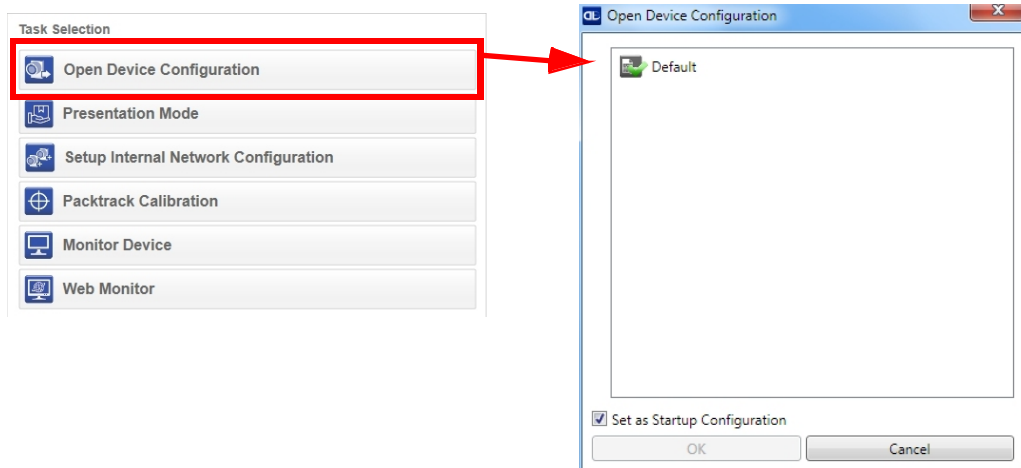 Task Selection
Open Device Configuration
Presentation Mode
Setup Internal Network Configuration
Packtrack Calibration
Monitor Device
Web Monitor
Open Device Configuration
Default
Set as Startup Configuration
OK
Cancel